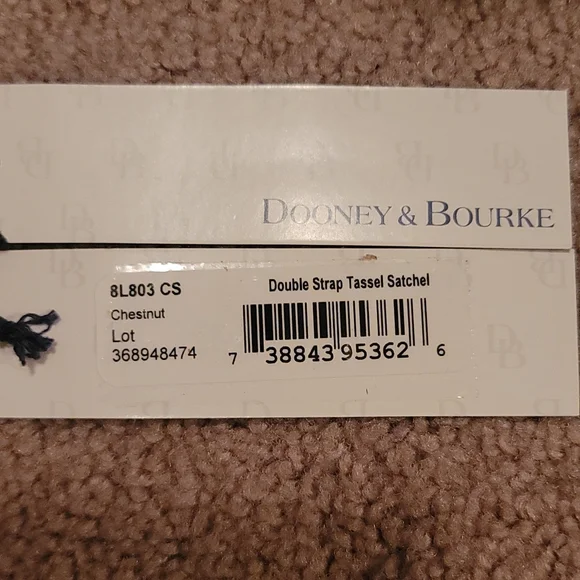 DOONEY & BOURKE
8L803 CS
Double Strap Tassel Satchel
Chestnut
Lot
368948474
7 38843 95362 6